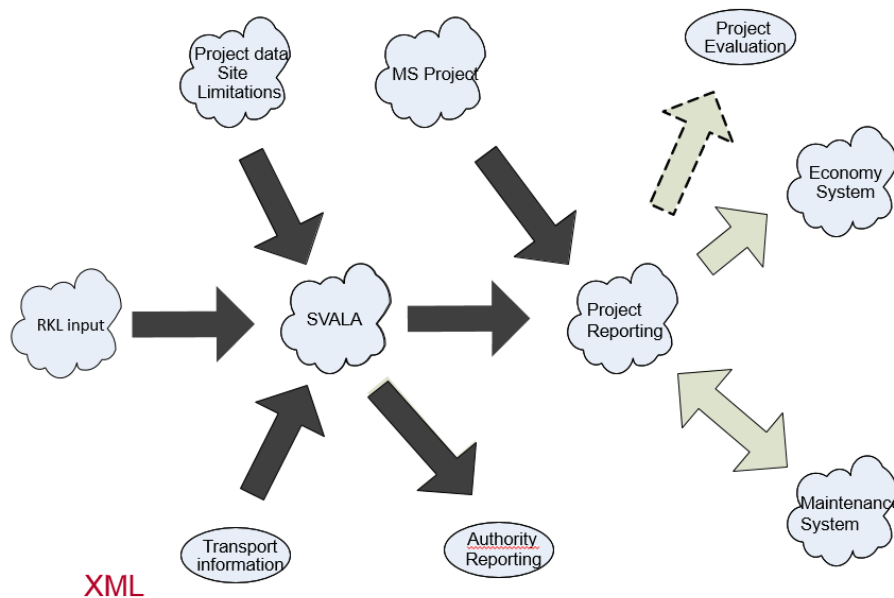 Project data
Site
Limitations
MS Project
Project
Evaluation
Economy
System
RKL input
SVALA
Project
Reporting
Maintenance
System
Transport
information
Authority
Reporting
XML